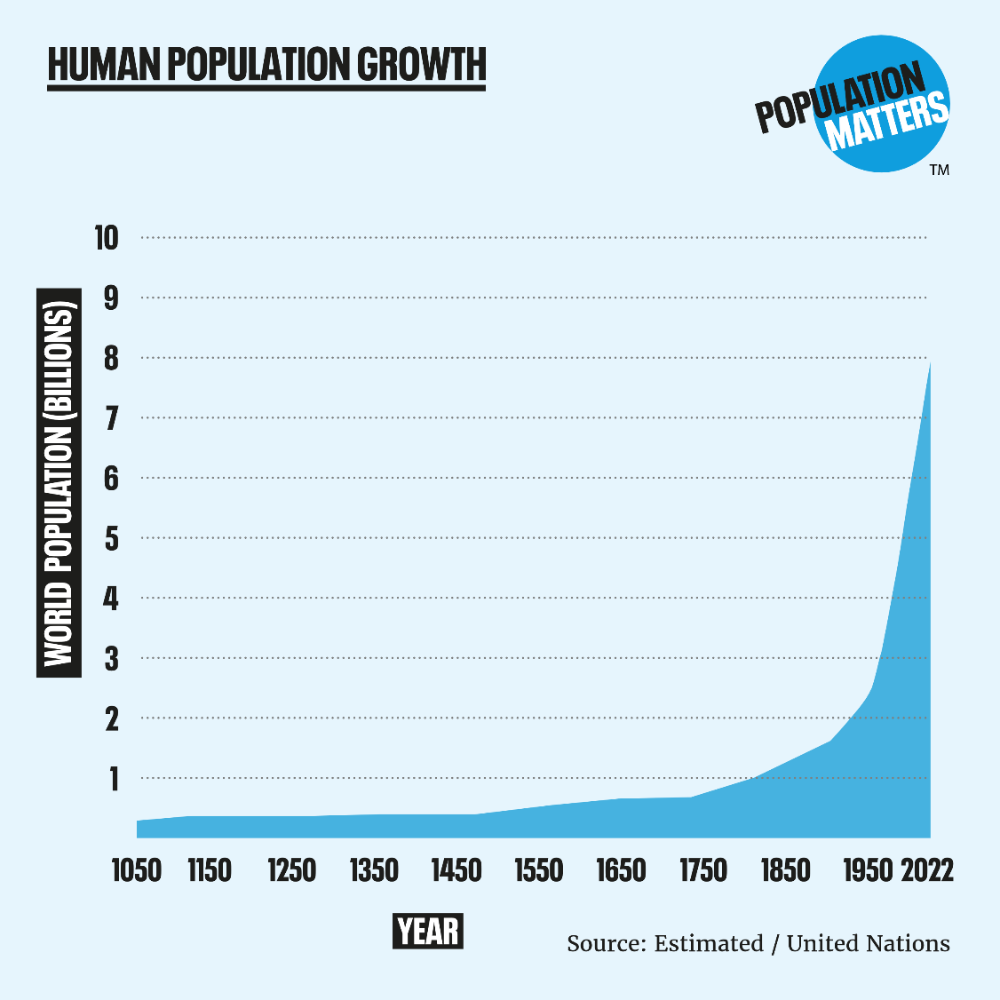 HUMAN POPULATION GROWTH
POPULATION
MATTERS
TM
10
9
8
7
6
5
4
3
2
1
WORLD POPULATION (BILLIONS)
1050 1150 1250 1350 1450 1550 1650 1750 1850 1950 2022
YEAR
Source: Estimated / United Nations